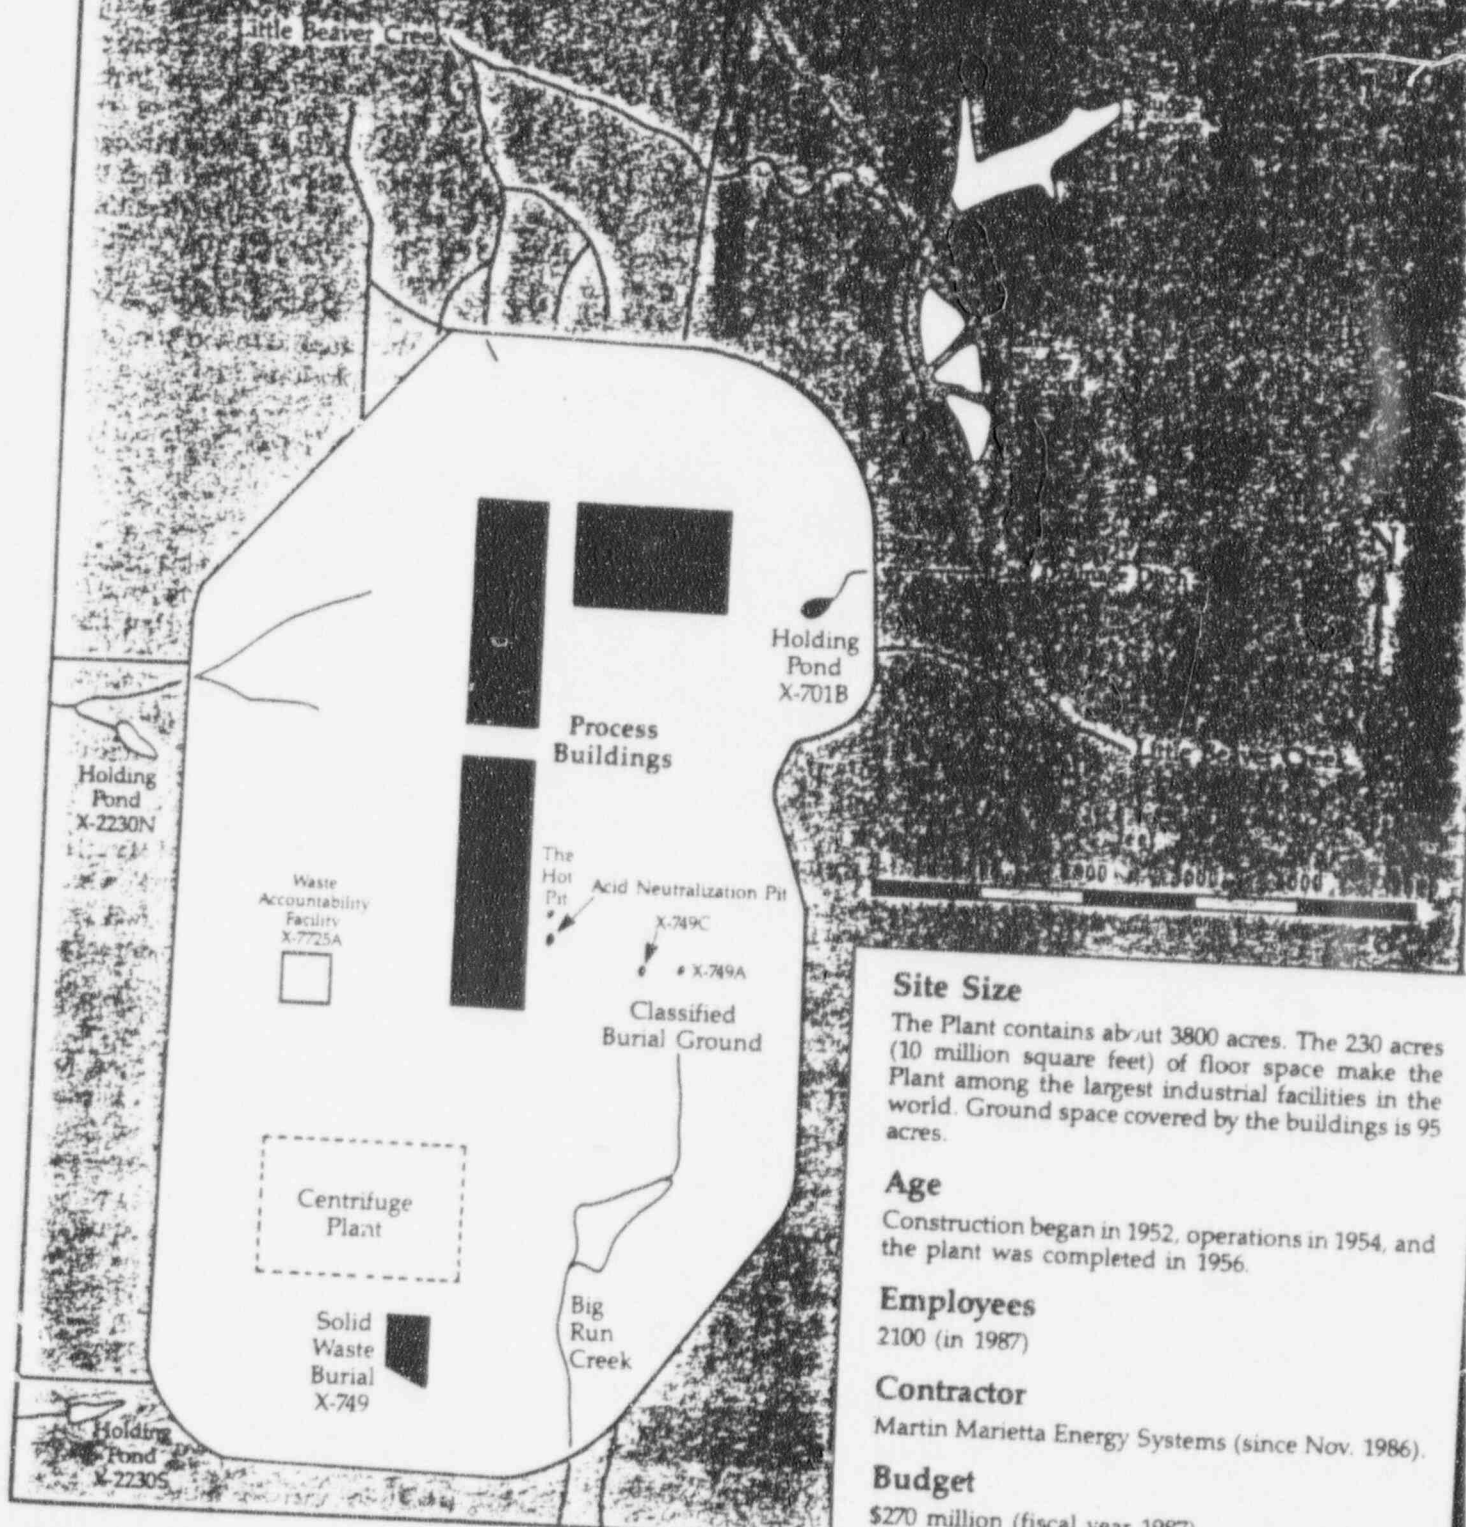 Little Beaver Creek
Holding
Pond
X-701B
Process
Buildings
Holding
Pond
X-2230N
Little Beaver Creek
The
Hot
Pit
Acid Neutralization Pit
Waste
Accountability
Facility
X-7725A
X-749C
X-749A
Classified
Burial Ground
Centrifuge
Plant
Solid
Waste
Burial
X-749
Big
Run
Creek
Holding
Pond
X-2230S
Site Size
The Plant contains about 3800 acres. The 230 acres
(10 million square feet) of floor space make the
Plant among the largest industrial facilities in the
world. Ground space covered by the buildings is 95
acres.
Age
Construction began in 1952, operations in 1954, and
the plant was completed in 1956.
Employees
2100 (in 1987)
Contractor
Martin Marietta Energy Systems (since Nov. 1986).
Budget
$270 million (fiscal year 1987)